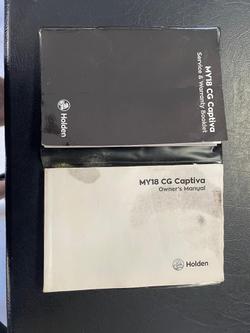 MY18 CG Captiva
Service & Warranty Booklet
Holden
MY18 CG Captiva
Owner's Manual
Holden